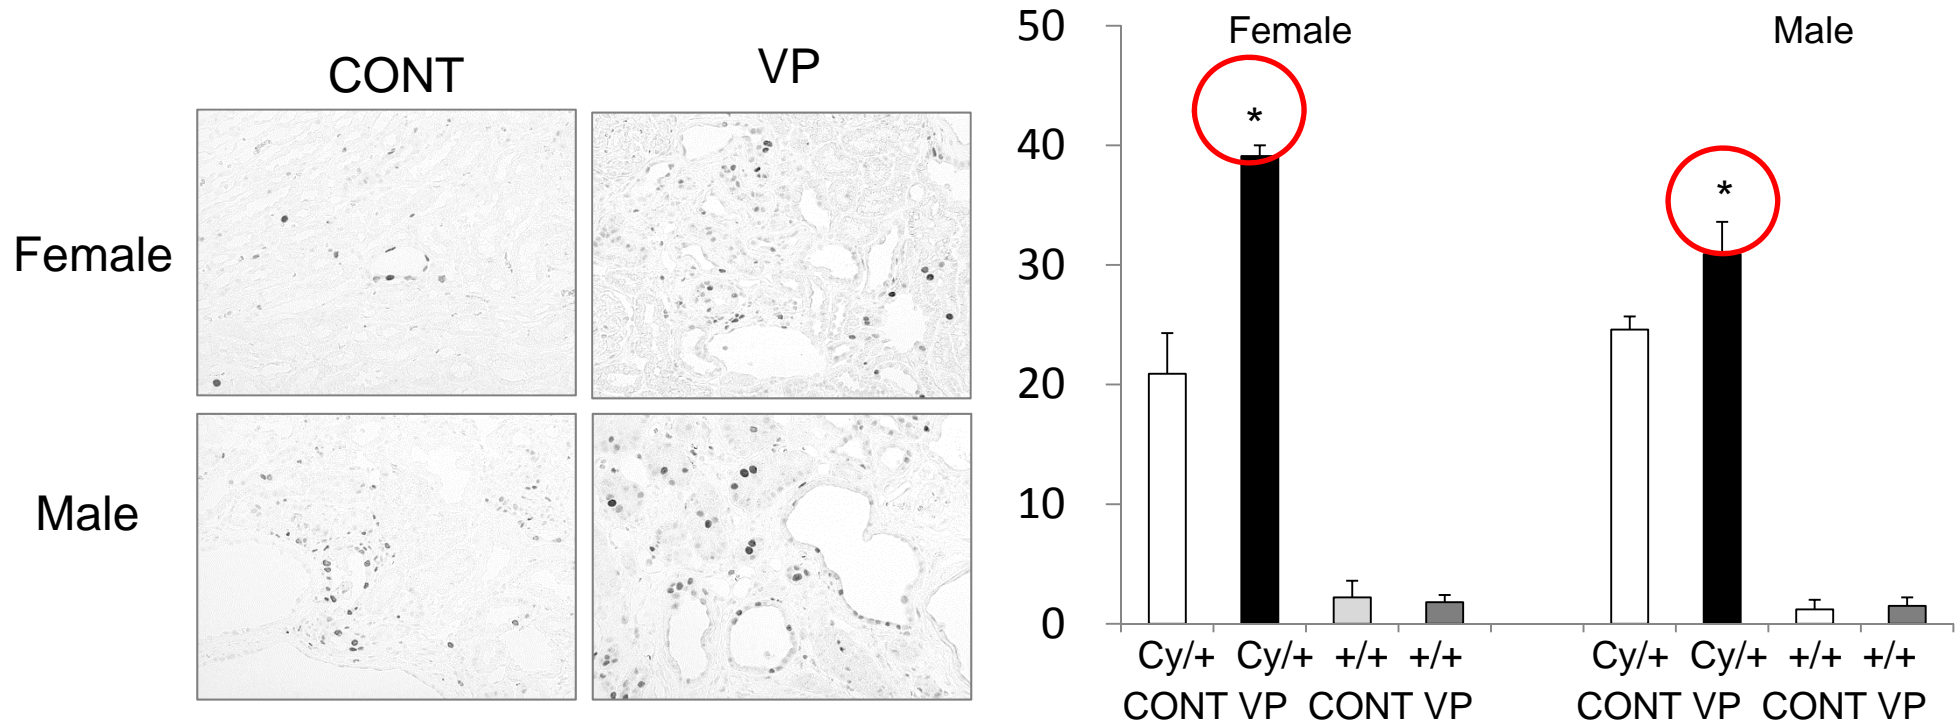 CONT VP
Female
Male
50
40
30
20
10
0
Female Male
* *
Cy/+ Cy/+ +/+ +/+ Cy/+ Cy/+ +/+ +/+
CONT VP CONT VP CONT VP CONT VP